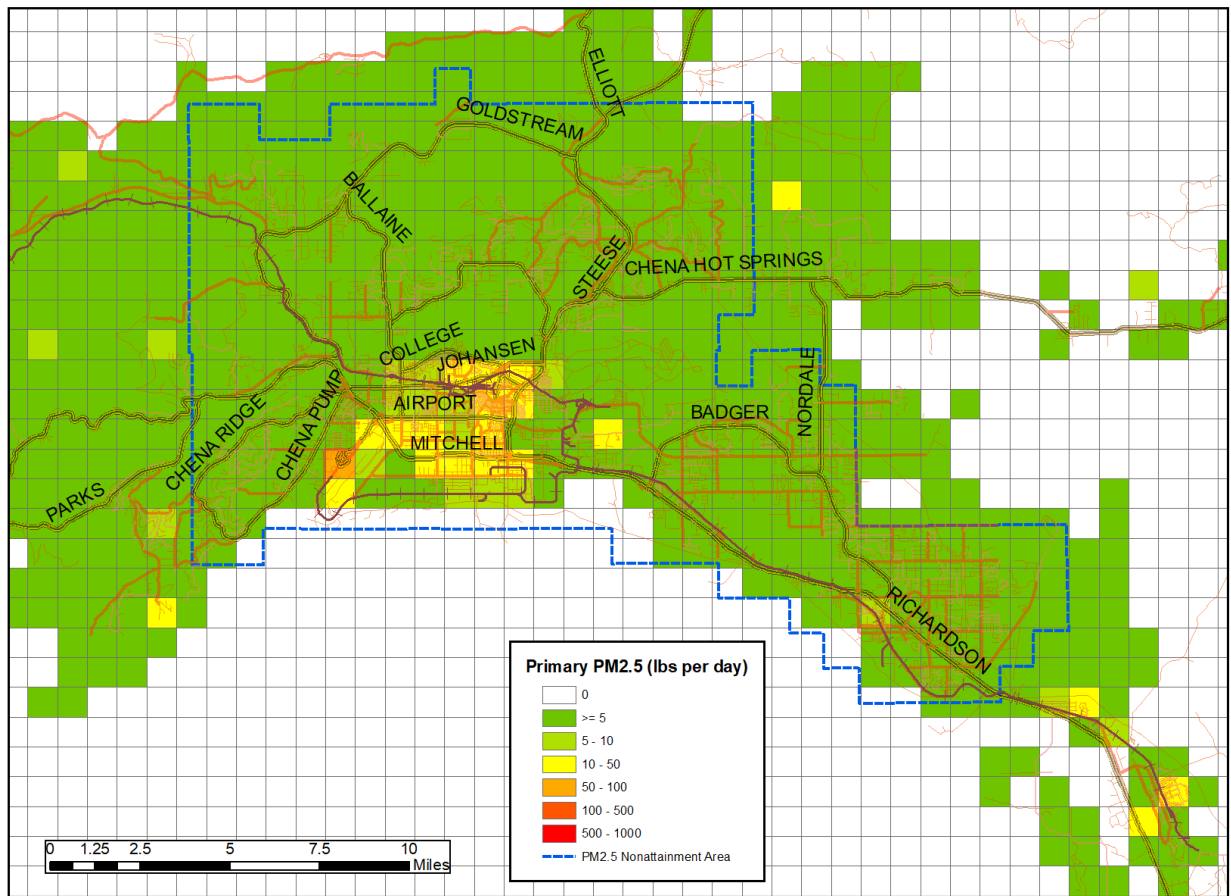 ELLIOTT
GOLDSTREAM
BALLAINE
STEESE
CHENA HOT SPRINGS
COLLEGE
JOHANSEN
NORDALE
CHENA PUMP
AIRPORT
BADGER
CHENA RIDGE
MITCHELL
PARKS
RICHARDSON
Primary PM2.5 (lbs per day)
0
>= 5
5 - 10
10 - 50
50 - 100
100 - 500
500 - 1000
PM2.5 Nonattainment Area
0 1.25 2.5 5 7.5 10
Miles